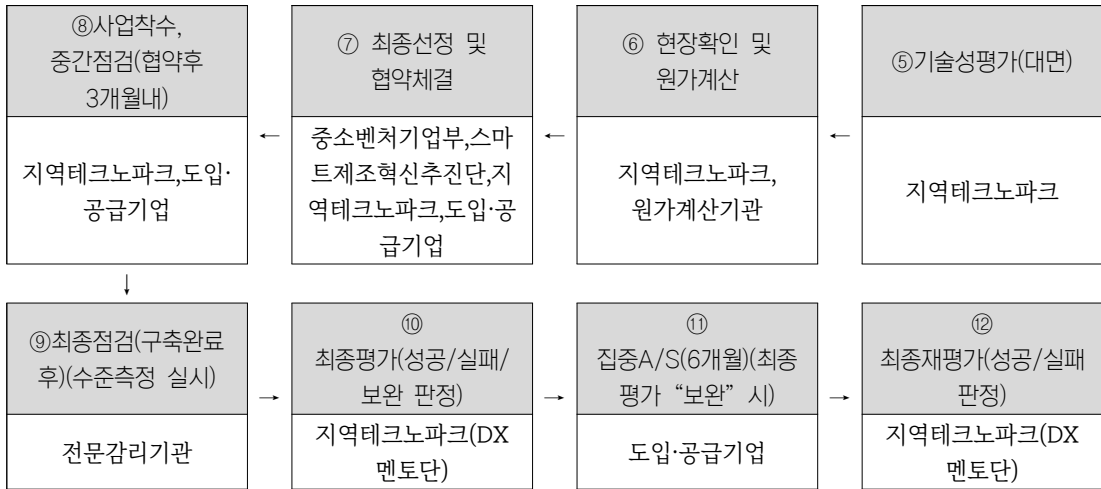 ⑧사업착수,
중간점검(협약후
3개월내)
지역테크노파크,도입·
공급기업
←
⑦ 최종선정 및
협약체결
중소벤처기업부,스마
트제조혁신추진단,지
역테크노파크,도입·공
급기업
←
⑥ 현장확인 및
원가계산
지역테크노파크,
원가계산기관
←
⑤기술성평가(대면)
지역테크노파크
↓
⑨최종점검(구축완료
후)(수준측정 실시)
전문감리기관
→
⑩
최종평가(성공/실패/
보완 판정)
지역테크노파크(DX
멘토단)
→
⑪
집중A/S(6개월)(최종
평가 “보완” 시)
도입·공급기업
→
⑫
최종재평가(성공/실패
판정)
지역테크노파크(DX
멘토단)